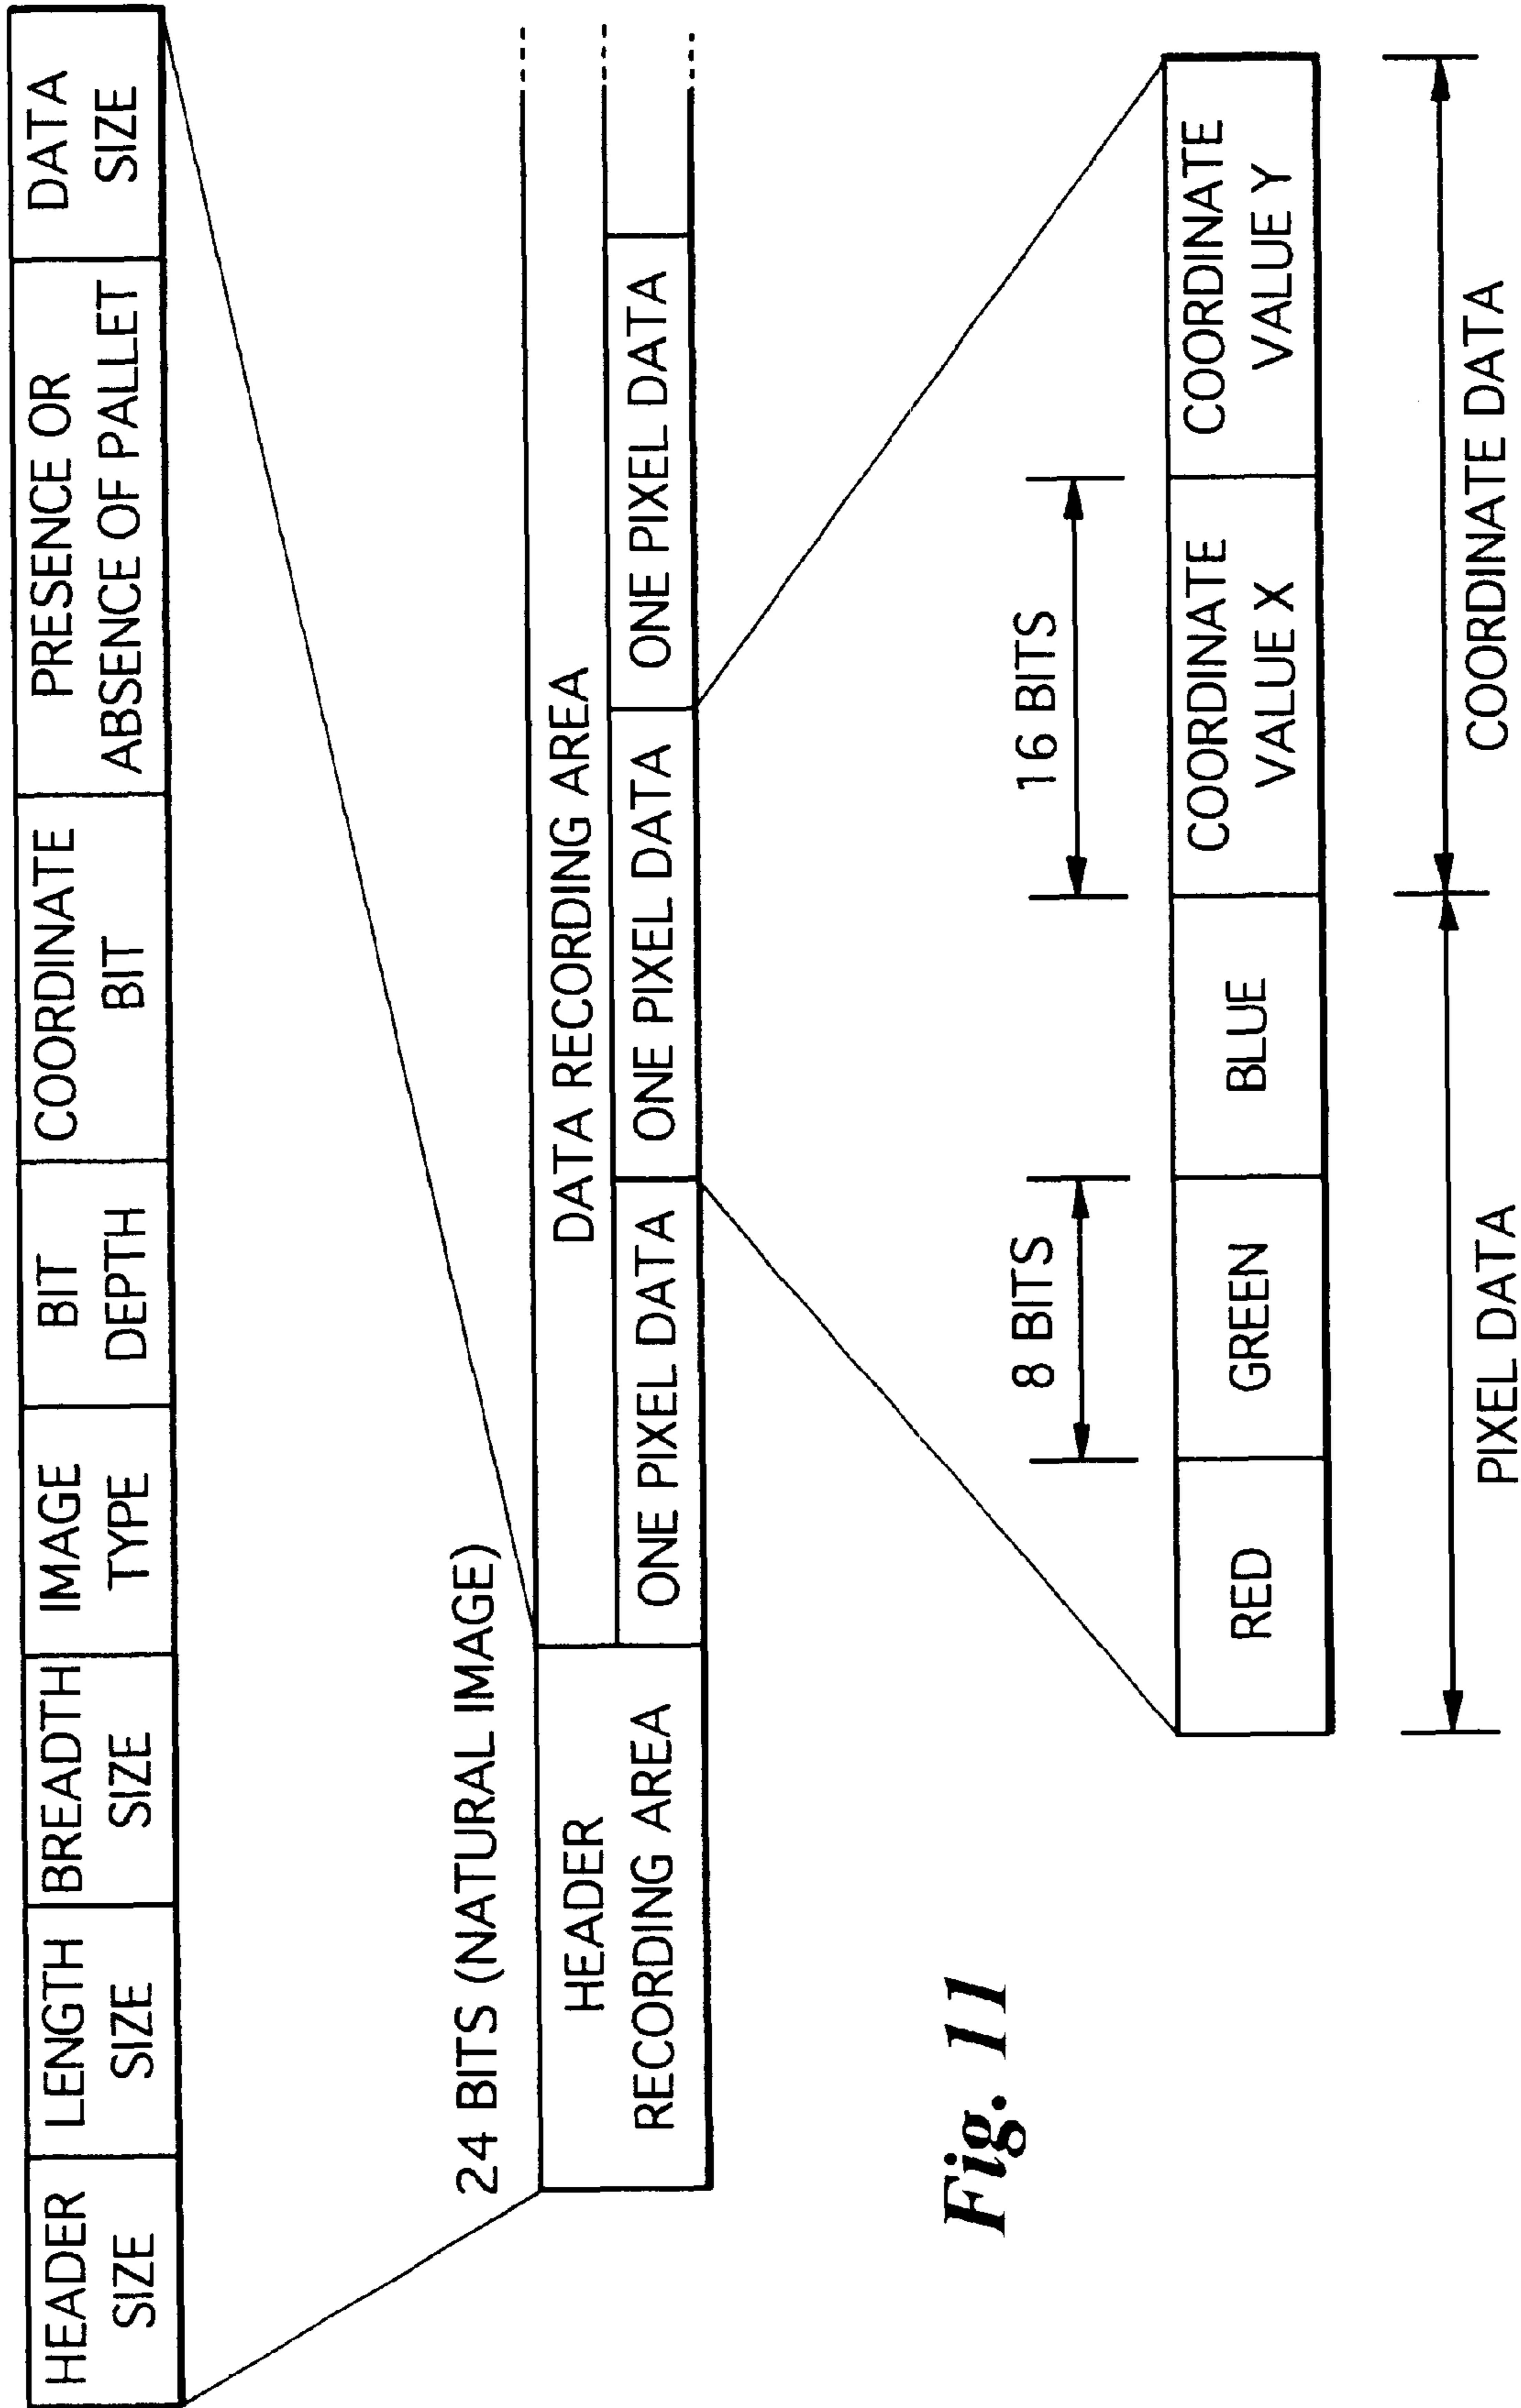 HEADER
SIZE
LENGTH
SIZE
BREADTH
SIZE
IMAGE
TYPE
BIT
DEPTH
COORDINATE
BIT
PRESENCE OR
ABSENCE OF PALLET
DATA
SIZE
24 BITS (NATURAL IMAGE)
HEADER
RECORDING AREA
DATA RECORDING AREA
ONE PIXEL DATA
ONE PIXEL DATA
ONE PIXEL DATA
Fig. 11
8 BITS
16 BITS
RED
GREEN
BLUE
COORDINATE
VALUE X
COORDINATE
VALUE Y
PIXEL DATA
COORDINATE DATA